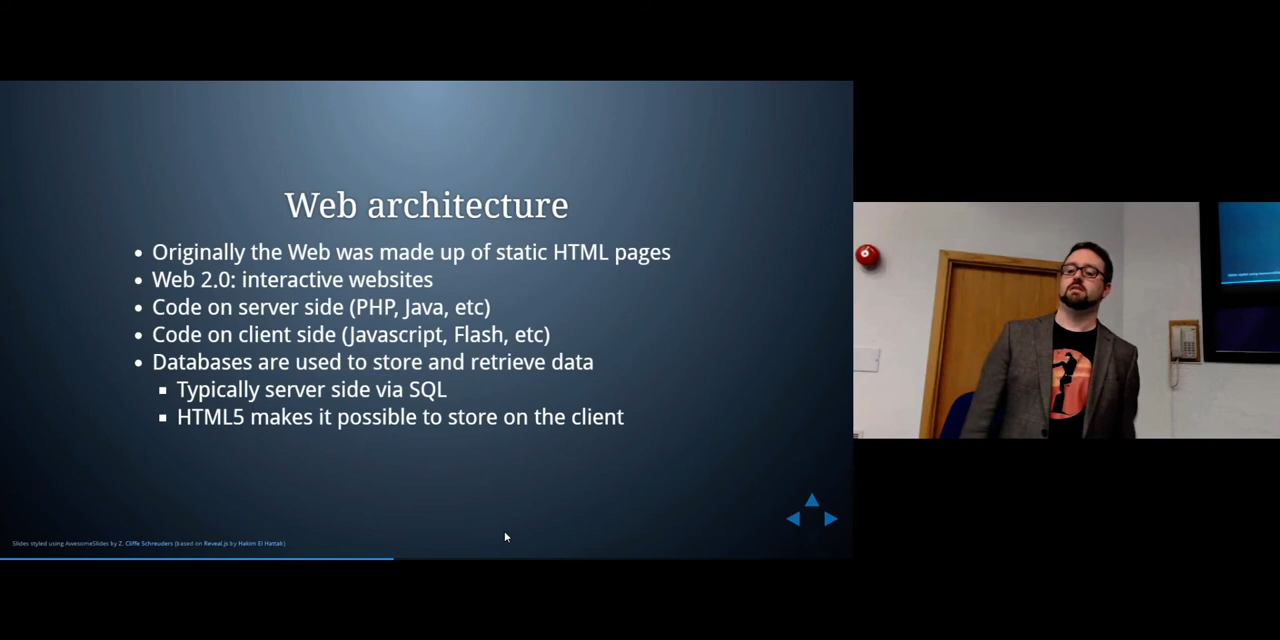 Web architecture
Originally the Web was made up of static HTML pages
Web 2.0: interactive websites
Code on server side (PHP, Java, etc)
Code on client side (Javascript, Flash, etc)
Databases are used to store and retrieve data
Typically server side via SQL
HTML5 makes it possible to store on the client
Slides styled using AwesomeSlides by Z. Cliffe Schreuders (based on Reveal.js by Hakim El Hattab)